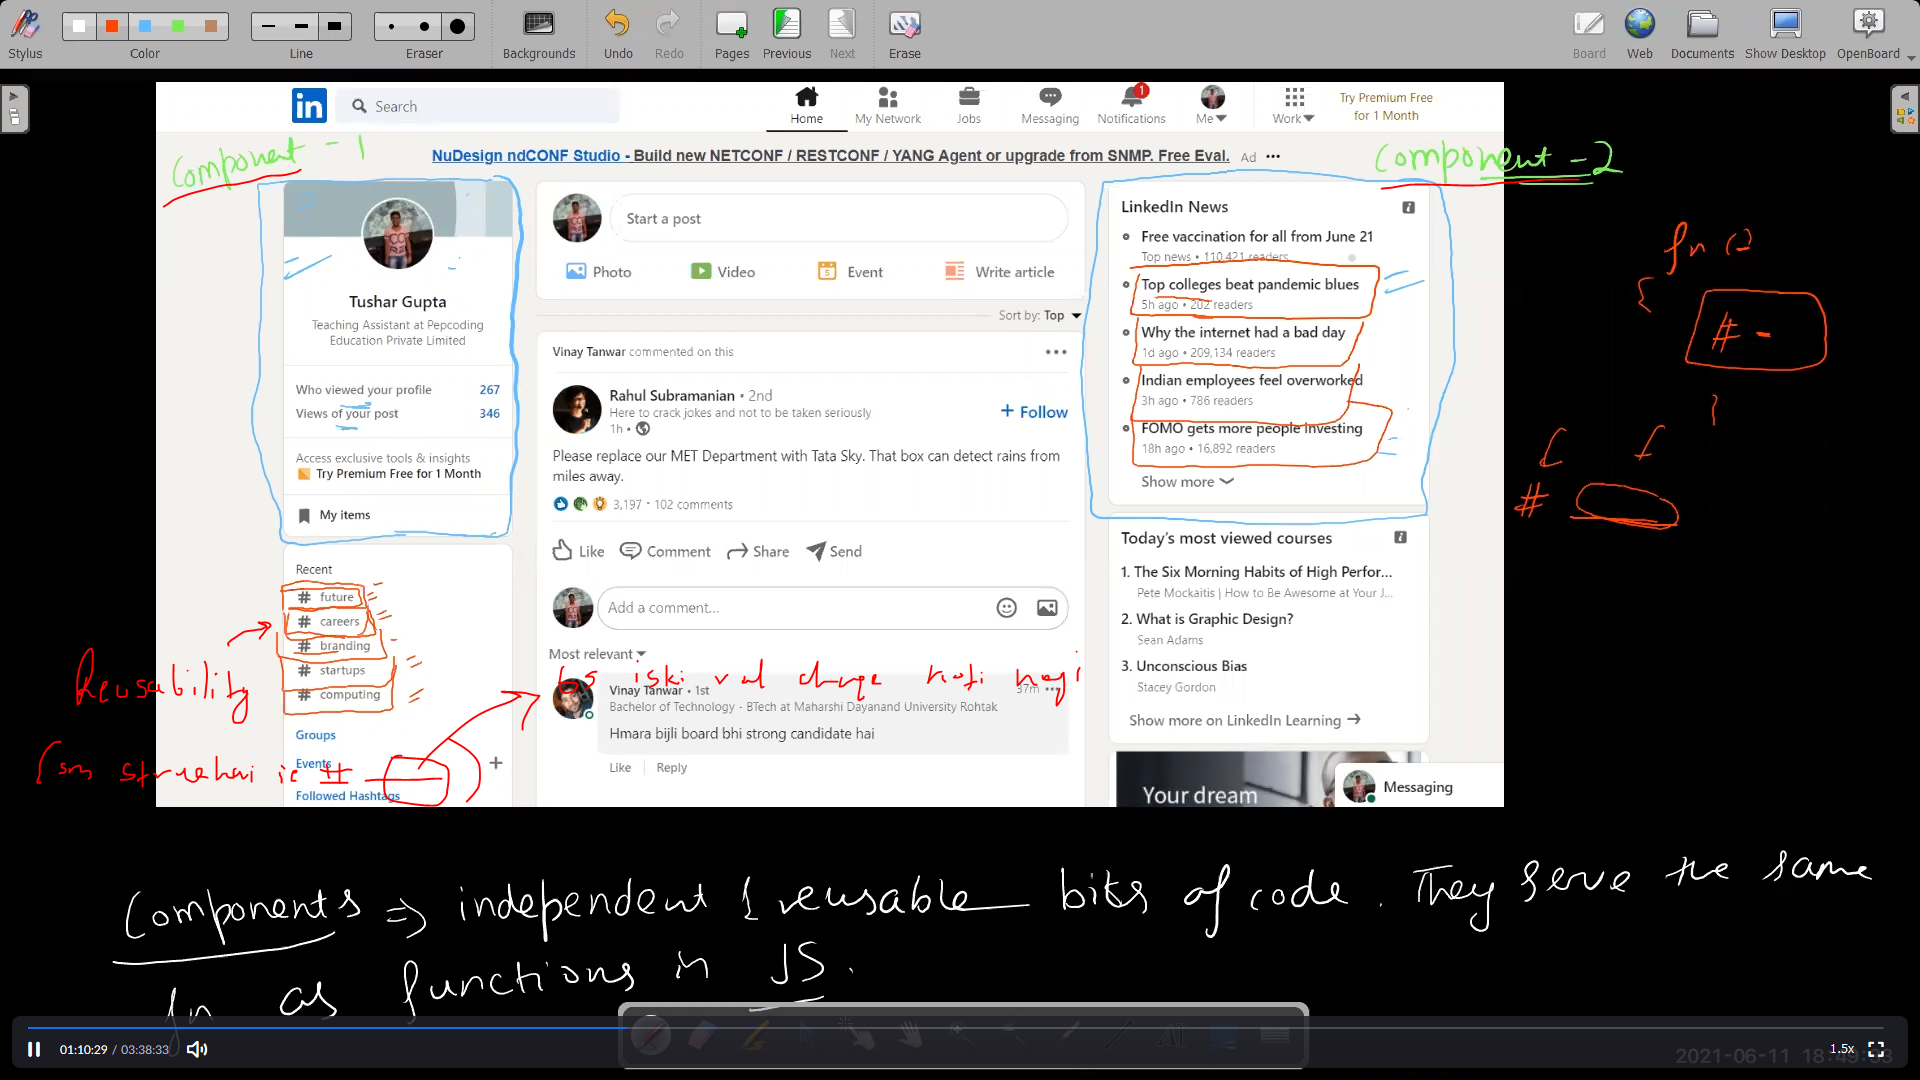 Stylus
Color
Line
Eraser
Backgrounds
Undo
Redo
Pages
Previous
Next
Erase
Board
Web
Documents
Show Desktop
OpenBoard
in
Search
Home
My Network
Jobs
Messaging
1
Notifications
Me
Work
Try Premium Free
for 1 Month
Component - 1
NuDesign ndCONF Studio - Build new NETCONF / RESTCONF / YANG Agent or upgrade from SNMP. Free Eval.
Ad
Component - 2
Tushar Gupta
Teaching Assistant at Pepcoding
Education Private Limited
Who viewed your profile 267
Views of your post 346
Access exclusive tools & insights
Try Premium Free for 1 Month
My items
Recent
# future
# careers
# branding
# startups
# computing
Reusability
Groups
Events
Followed Hashtags
#
Start a post
Photo
Video
Event
Write article
Sort by: Top
Vinay Tanwar commented on this
Rahul Subramanian • 2nd
Here to crack jokes and not to be taken seriously
1h •
+ Follow
Please replace our MET Department with Tata Sky. That box can detect rains from
miles away.
3,197 • 102 comments
Like
Comment
Share
Send
Add a comment...
Most relevant
bs iski val change hoti hogi
Vinay Tanwar • 1st
37m
Bachelor of Technology - BTech at Maharshi Dayanand University Rohtak
Hmara bijli board bhi strong candidate hai
Like
Reply
LinkedIn News
Free vaccination for all from June 21
Top news • 110,421 readers
Top colleges beat pandemic blues
5h ago • 202 readers
Why the internet had a bad day
1d ago • 209,134 readers
Indian employees feel overworked
3h ago • 786 readers
FOMO gets more people investing
18h ago • 16,892 readers
Show more
Today's most viewed courses
1. The Six Morning Habits of High Perfor...
Pete Mockaitis | How to Be Awesome at Your J...
2. What is Graphic Design?
Sean Adams
3. Unconscious Bias
Stacey Gordon
Show more on LinkedIn Learning
Your dream
Messaging
fn ()
{
# -
}
#
Components => independent & reusable bits of code. They serve the same
fn as functions in JS.
01:10:29 / 03:38:33
1.5x